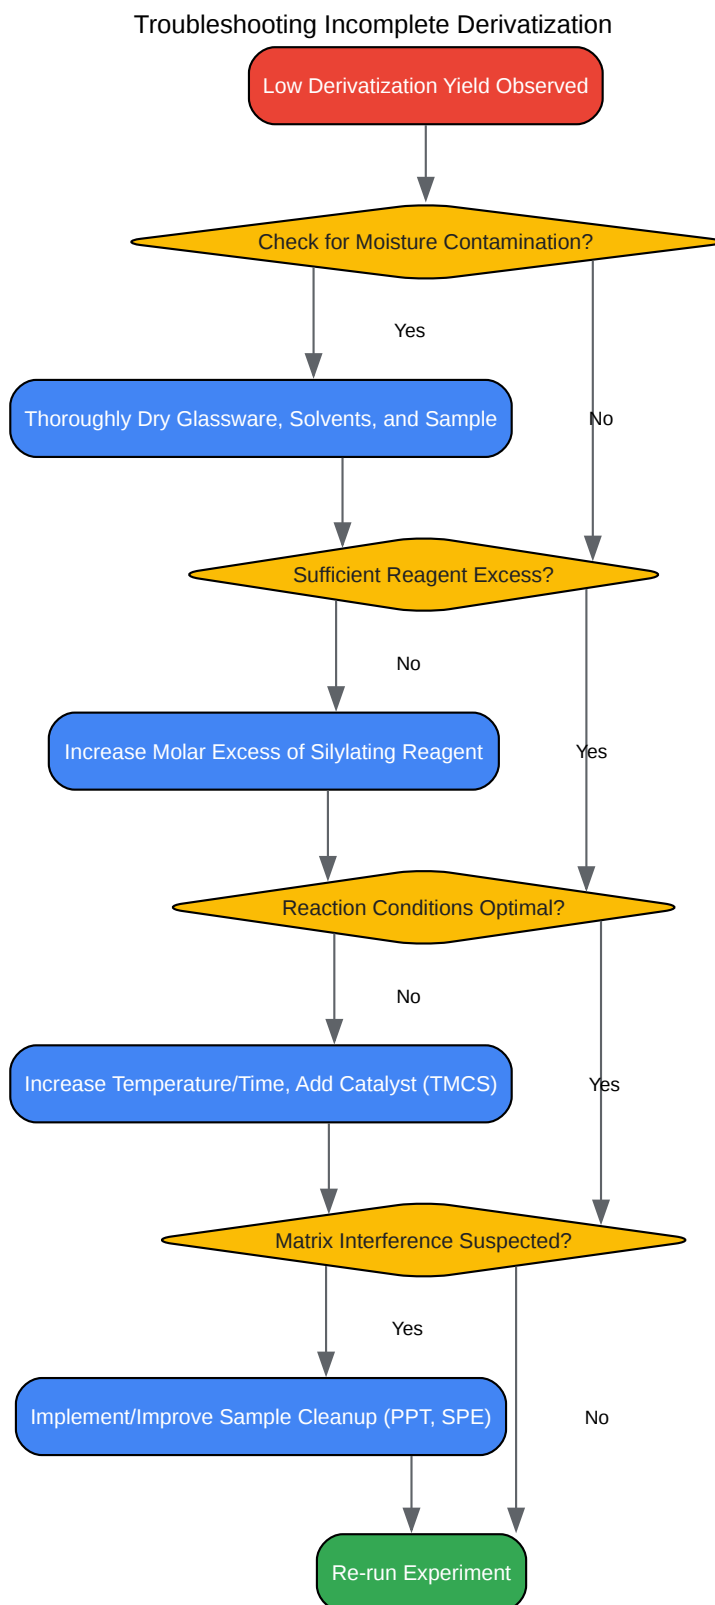 Troubleshooting Incomplete Derivatization
Low Derivatization Yield Observed
Check for Moisture Contamination?
Yes
Thoroughly Dry Glassware, Solvents, and Sample
No
Sufficient Reagent Excess?
No
Increase Molar Excess of Silylating Reagent
Yes
Reaction Conditions Optimal?
No
Increase Temperature/Time, Add Catalyst (TMCS)
Yes
Matrix Interference Suspected?
Yes
Implement/Improve Sample Cleanup (PPT, SPE)
No
Re-run Experiment